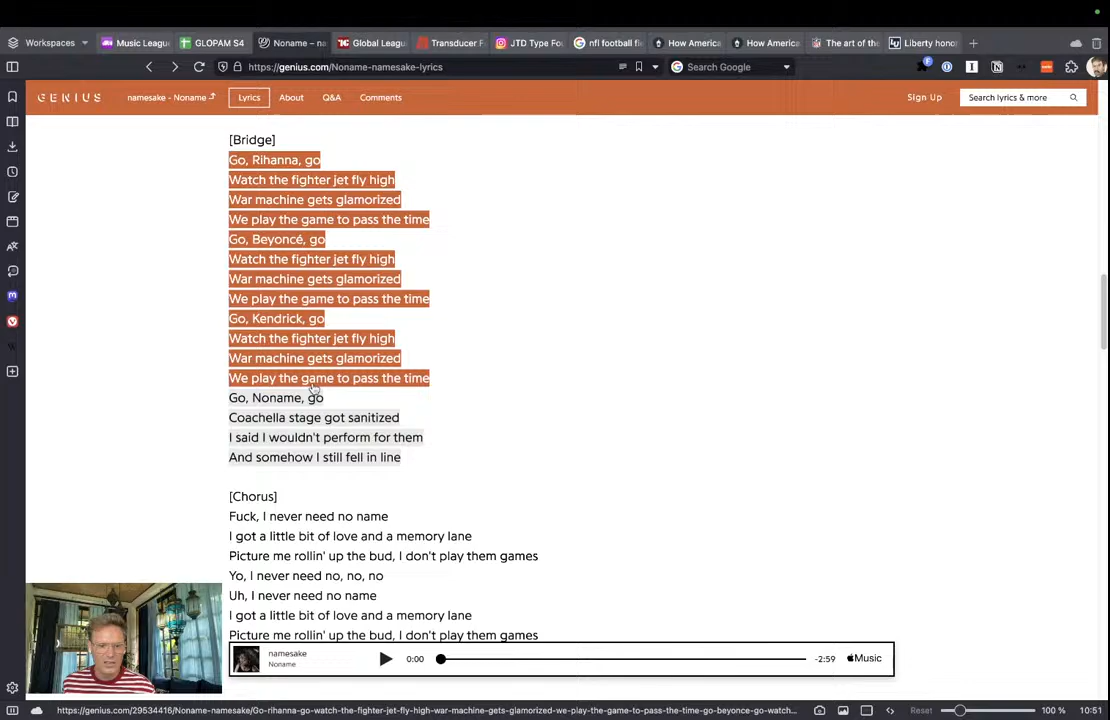 Workspaces
Music Leagu
GLOPAM S4
Noname – na
Global Leagu
Transducer F
JTD Type Fou
nfl football fi
How America
How America
The art of the
Liberty honor
https://genius.com/Noname-namesake-lyrics
Search Google
GENIUS
namesake - Noname
Lyrics
About
Q&A
Comments
Sign Up
Search lyrics & more
[Bridge]
Go, Rihanna, go
Watch the fighter jet fly high
War machine gets glamorized
We play the game to pass the time
Go, Beyoncé, go
Watch the fighter jet fly high
War machine gets glamorized
We play the game to pass the time
Go, Kendrick, go
Watch the fighter jet fly high
War machine gets glamorized
We play the game to pass the time
Go, Noname, go
Coachella stage got sanitized
I said I wouldn't perform for them
And somehow I still fell in line
[Chorus]
Fuck, I never need no name
I got a little bit of love and a memory lane
Picture me rollin' up the bud, I don't play them games
Yo, I never need no, no, no
Uh, I never need no name
I got a little bit of love and a memory lane
Picture me rollin' up the bud, I don't play them games
namesake
Noname
0:00
-2:59
Music
https://genius.com/29534416/Noname-namesake/Go-rihanna-go-watch-the-fighter-jet-fly-high-war-machine-gets-glamorized-we-play-the-game-to-pass-the-time-go-beyonce-go-watch...
Reset
100 %
10:51